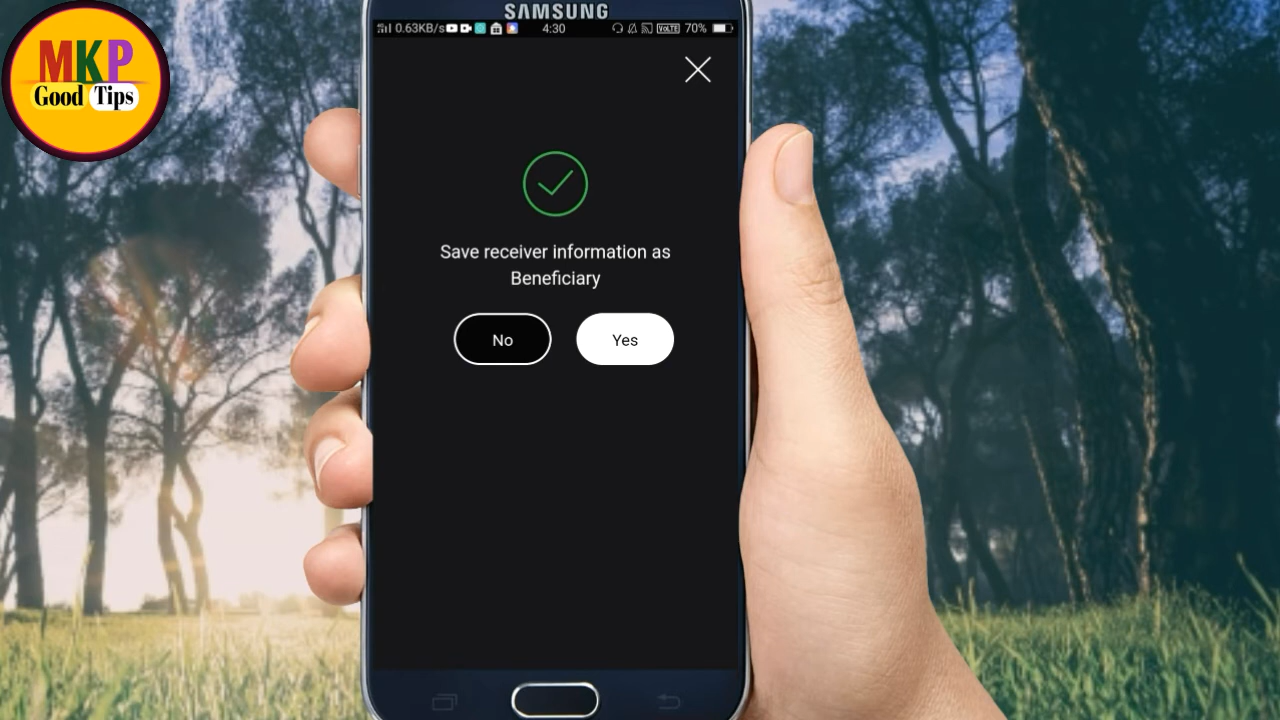 MKP
Good Tips
SAMSUNG
0.63KB/s 4:30 VOLTE 70%
Save receiver information as
Beneficiary
No Yes